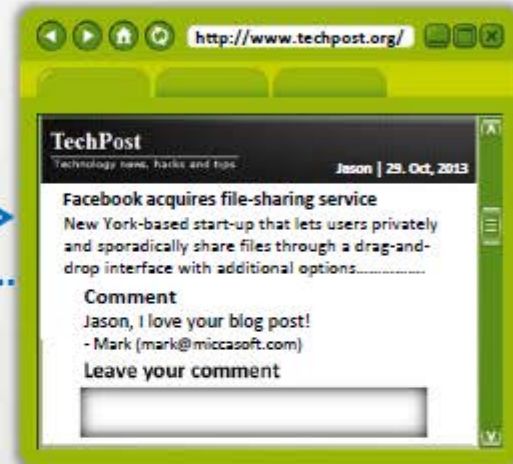 http://www.techpost.org/
TechPost
Technology news, hacks and tips
Jason | 29. Oct, 2013
Facebook acquires file-sharing service
New York-based start-up that lets users privately
and sporadically share files through a drag-and-
drop interface with additional options................
Comment
Jason, I love your blog post!
- Mark (mark@miccasoft.com)
Leave your comment